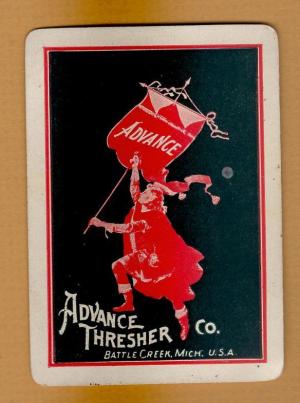 ADVANCE
ADVANCE
THRESHER CO.
BATTLE CREEK, MICH. U.S.A.